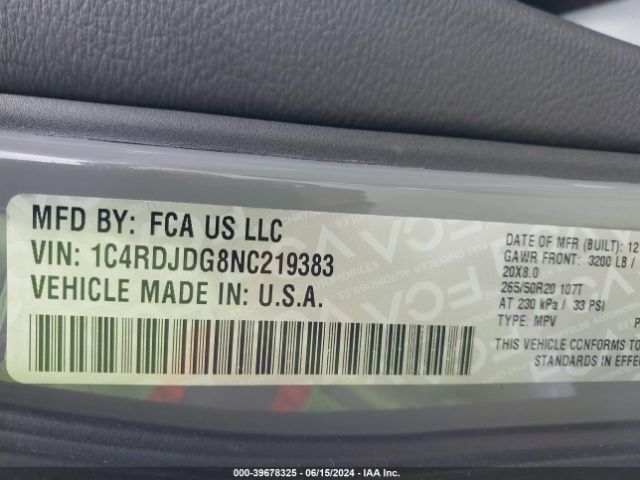 MFD BY: FCA US LLC
VIN: 1C4RDJDG8NC219383
VEHICLE MADE IN: U.S.A.
DATE OF MFR (BUILT): 12
GAWR FRONT: 3200 LB /
20X8.0
265/50R20 107T
AT 230 kPa / 33 PSI
TYPE: MPV P
THIS VEHICLE CONFORMS TO
STANDARDS IN EFFE
000-39678325 - 06/15/2024 - IAA Inc.